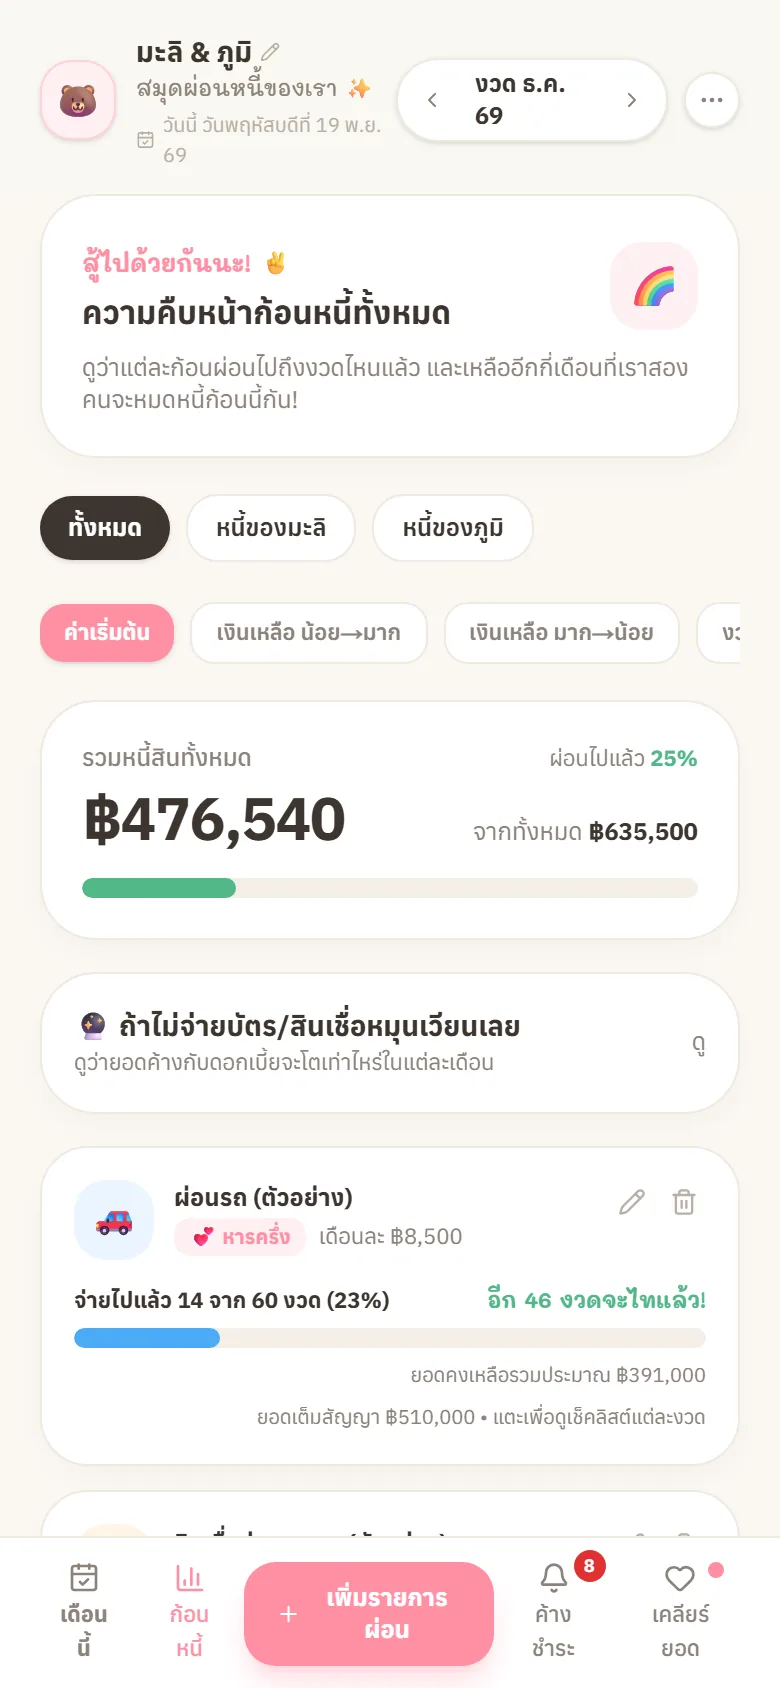 มะลิ & ภูมิ
สมุดผ่อนหนี้ของเรา ✨
วันนี้ วันพฤหัสบดีที่ 19 พ.ย.
69
งวด ธ.ค.
69
สู้ไปด้วยกันนะ! ✌️
ความคืบหน้าก้อนหนี้ทั้งหมด
ดูว่าแต่ละก้อนผ่อนไปถึงงวดไหนแล้ว และเหลืออีกกี่เดือนที่เราสอง
คนจะหมดหนี้ก้อนนี้กัน!
ทั้งหมด
หนี้ของมะลิ
หนี้ของภูมิ
ค่าเริ่มต้น
เงินเหลือ น้อย→มาก
เงินเหลือ มาก→น้อย
รวมหนี้สินทั้งหมด
ผ่อนไปแล้ว 25%
฿476,540
จากทั้งหมด ฿635,500
🔮 ถ้าไม่จ่ายบัตร/สินเชื่อหมุนเวียนเลย
ดูว่ายอดค้างกับดอกเบี้ยจะโตเท่าไหร่ในแต่ละเดือน
ดู
ผ่อนรถ (ตัวอย่าง)
💕 หารครึ่ง
เดือนละ ฿8,500
จ่ายไปแล้ว 14 จาก 60 งวด (23%)
อีก 46 งวดจะไทแล้ว!
ยอดคงเหลือรวมประมาณ ฿391,000
ยอดเต็มสัญญา ฿510,000 • แตะเพื่อดูเช็คลิสต์แต่ละงวด
เดือน
นี้
ก้อน
หนี้
+ เพิ่มรายการ
ผ่อน
8
ค้าง
ชำระ
เคลียร์
ยอด